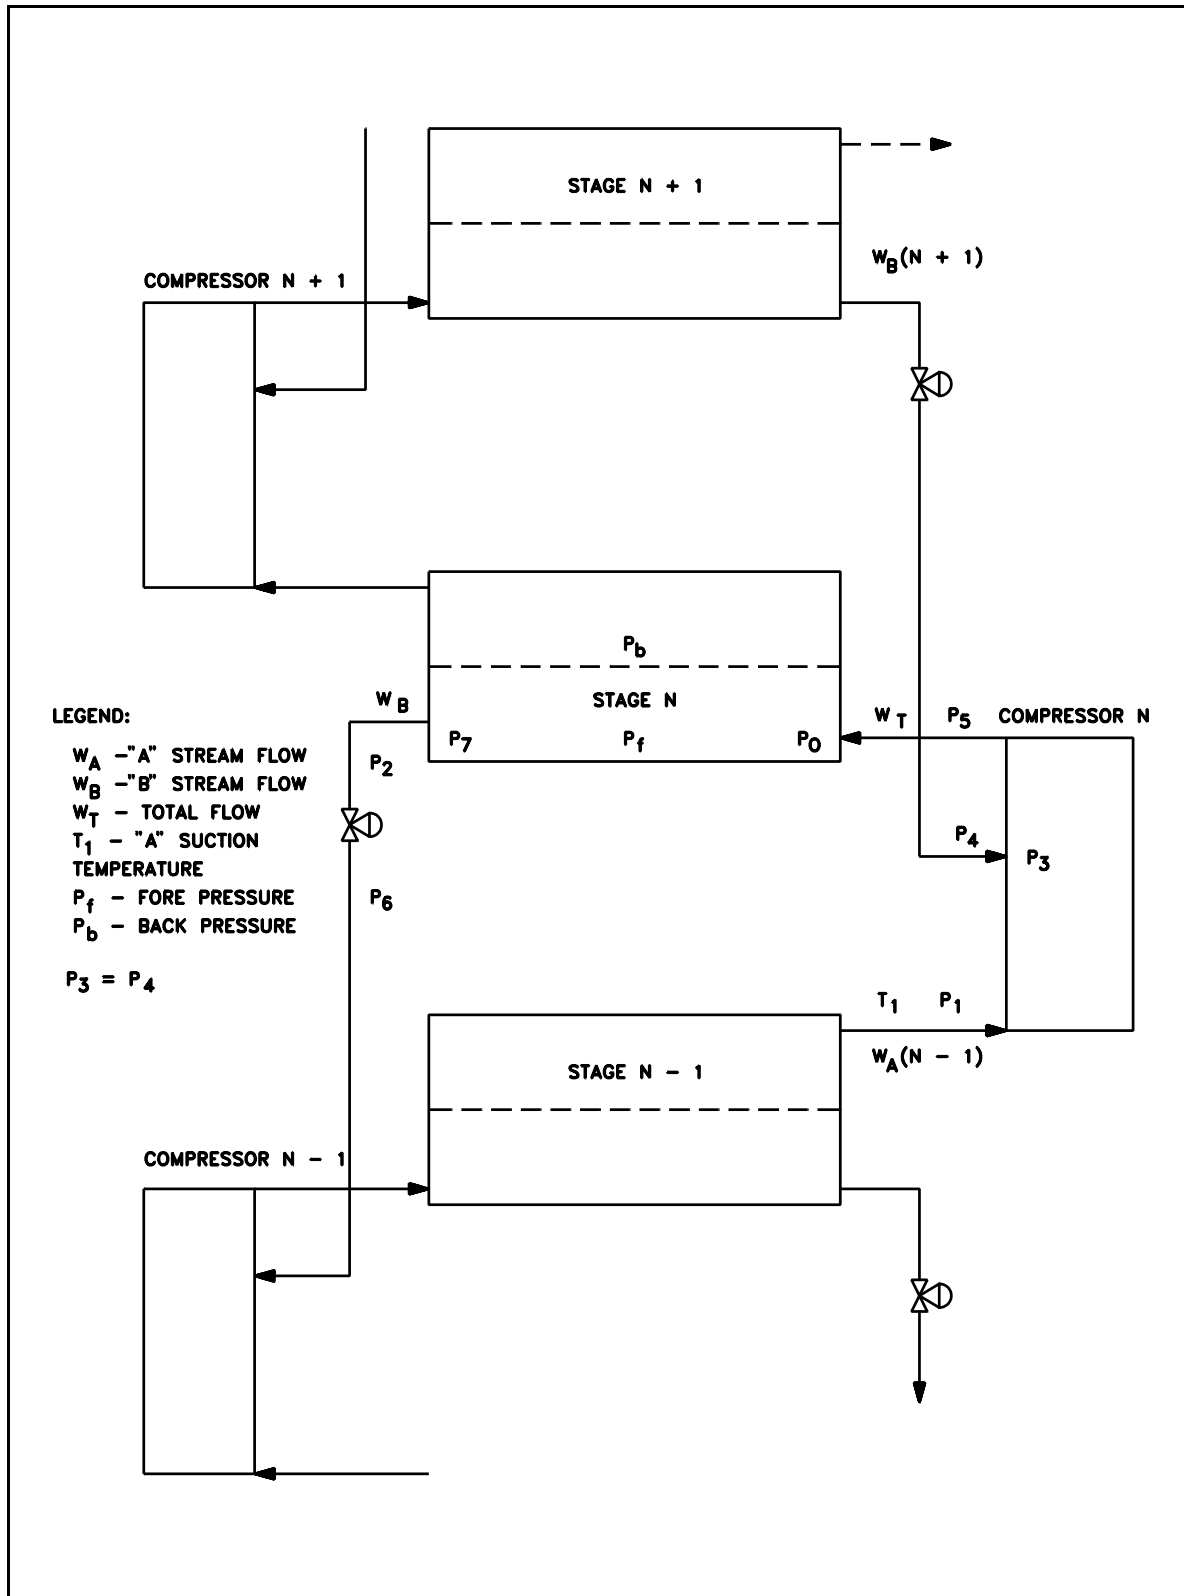 STAGE N + 1
W_B(N + 1)
COMPRESSOR N + 1
P_b
STAGE N
W_B
LEGEND:
W_A -"A" STREAM FLOW
W_B -"B" STREAM FLOW
W_T - TOTAL FLOW
T_1 - "A" SUCTION
TEMPERATURE
P_f - FORE PRESSURE
P_b - BACK PRESSURE
P_3 = P_4
P_7
P_f
P_0
W_T
P_5
COMPRESSOR N
P_2
P_4
P_3
P_6
T_1
P_1
W_A(N - 1)
STAGE N - 1
COMPRESSOR N - 1